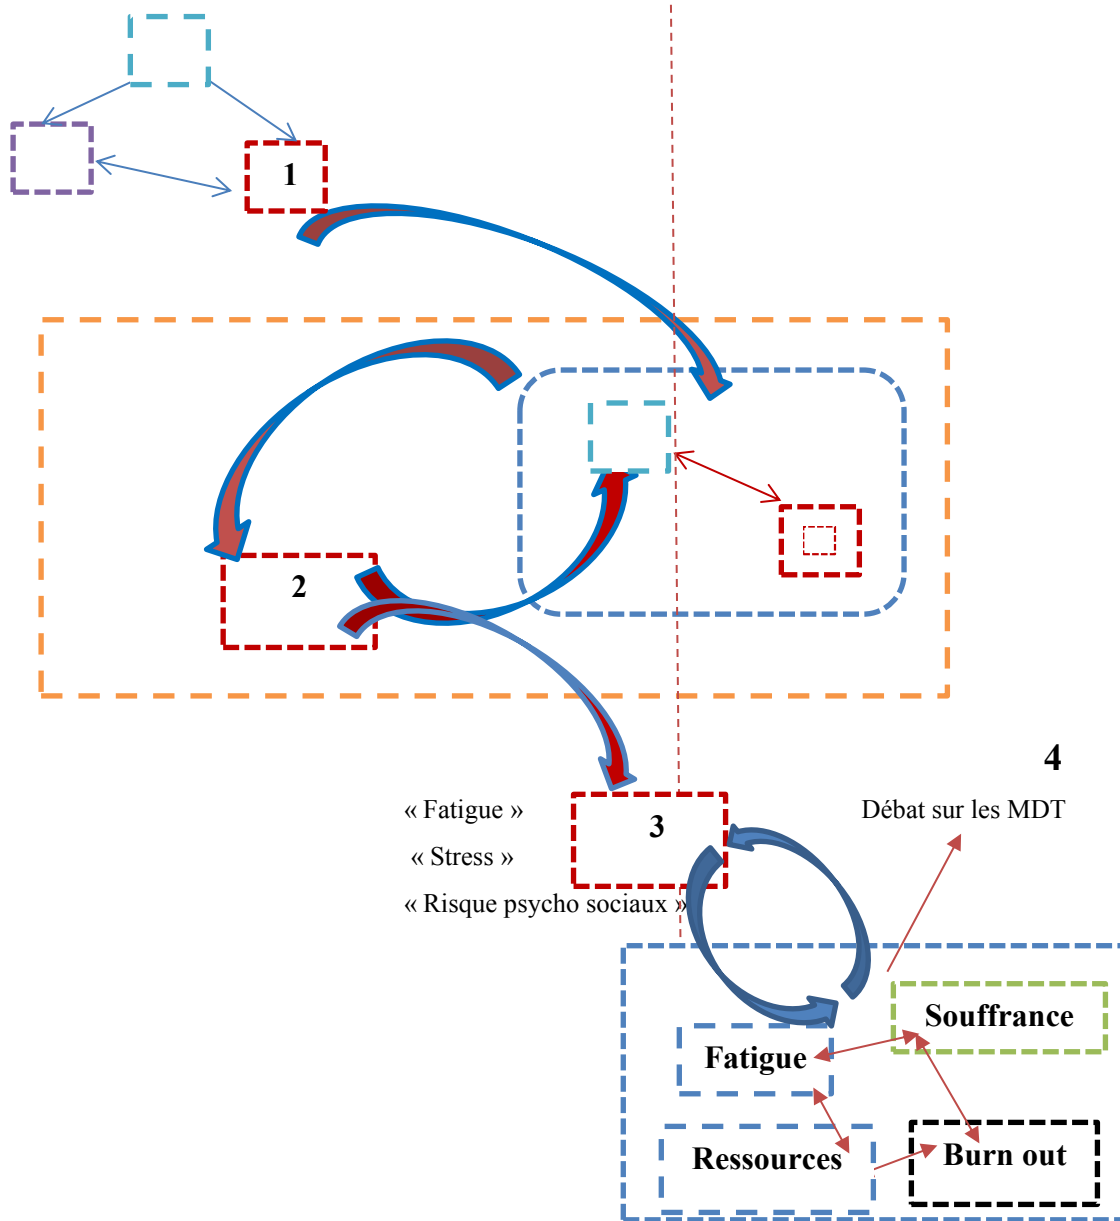 1
2
4
« Fatigue »
3
Débat sur les MDT
« Stress »
« Risque psycho sociaux »
Souffrance
Fatigue
Ressources
Burn out